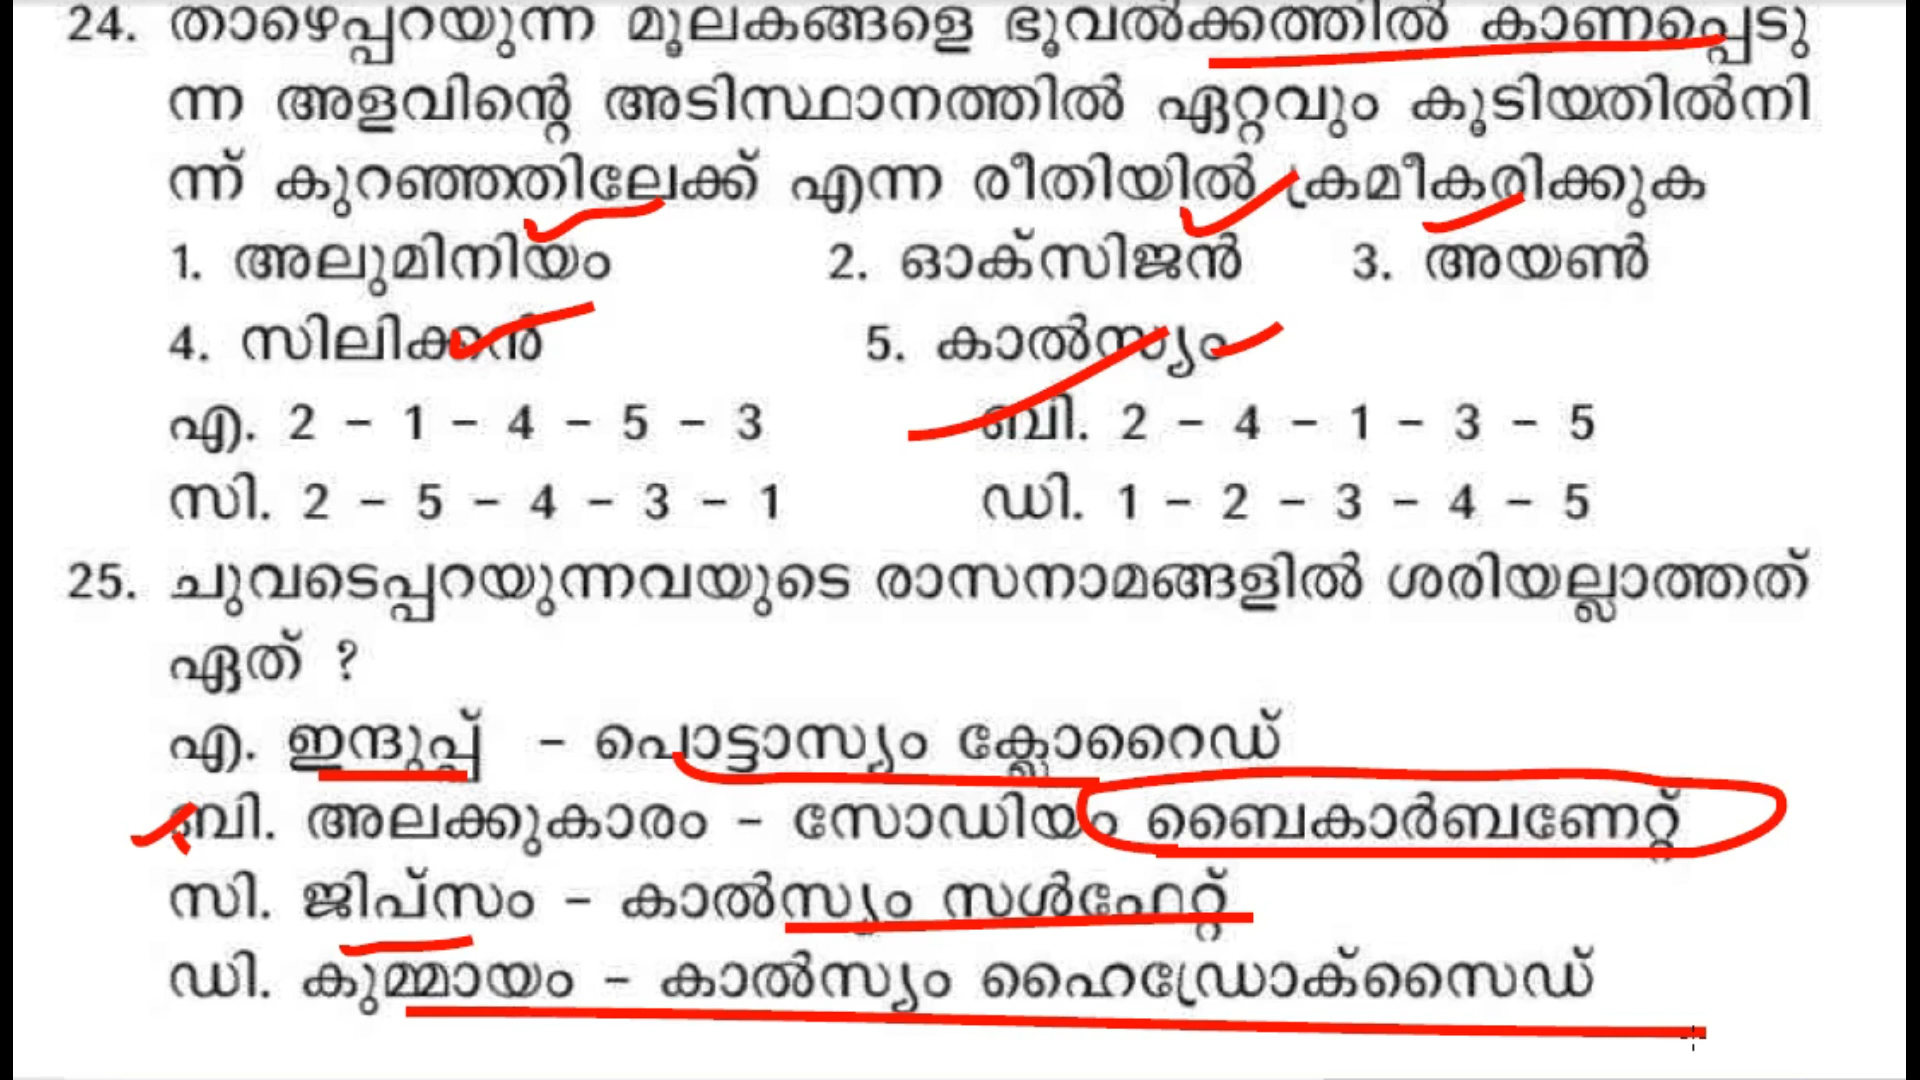 24. താഴെപ്പറയുന്ന മൂലകങ്ങളെ ഭൂവൽക്കത്തിൽ കാണപ്പെടു
ന്ന അളവിന്റെ അടിസ്ഥാനത്തിൽ ഏറ്റവും കൂടിയതിൽനി
ന്ന് കുറഞ്ഞതിലേക്ക് എന്ന രീതിയിൽ ക്രമീകരിക്കുക
1. അലുമിനിയം 2. ഓക്സിജൻ 3. അയൺ
4. സിലിക്കൻ 5. കാൽസ്യം
എ. 2 - 1 - 4 - 5 - 3 ബി. 2 - 4 - 1 - 3 - 5
സി. 2 - 5 - 4 - 3 - 1 ഡി. 1 - 2 - 3 - 4 - 5
25. ചുവടെപ്പറയുന്നവയുടെ രാസനാമങ്ങളിൽ ശരിയല്ലാത്തത്
ഏത് ?
എ. ഇന്ദുപ്പ് - പൊട്ടാസ്യം ക്ലോറൈഡ്
ബി. അലക്കുകാരം - സോഡിയം ബൈകാർബണേറ്റ്
സി. ജിപ്സം - കാൽസ്യം സൾഫേറ്റ്
ഡി. കുമ്മായം - കാൽസ്യം ഹൈഡ്രോക്സൈഡ്